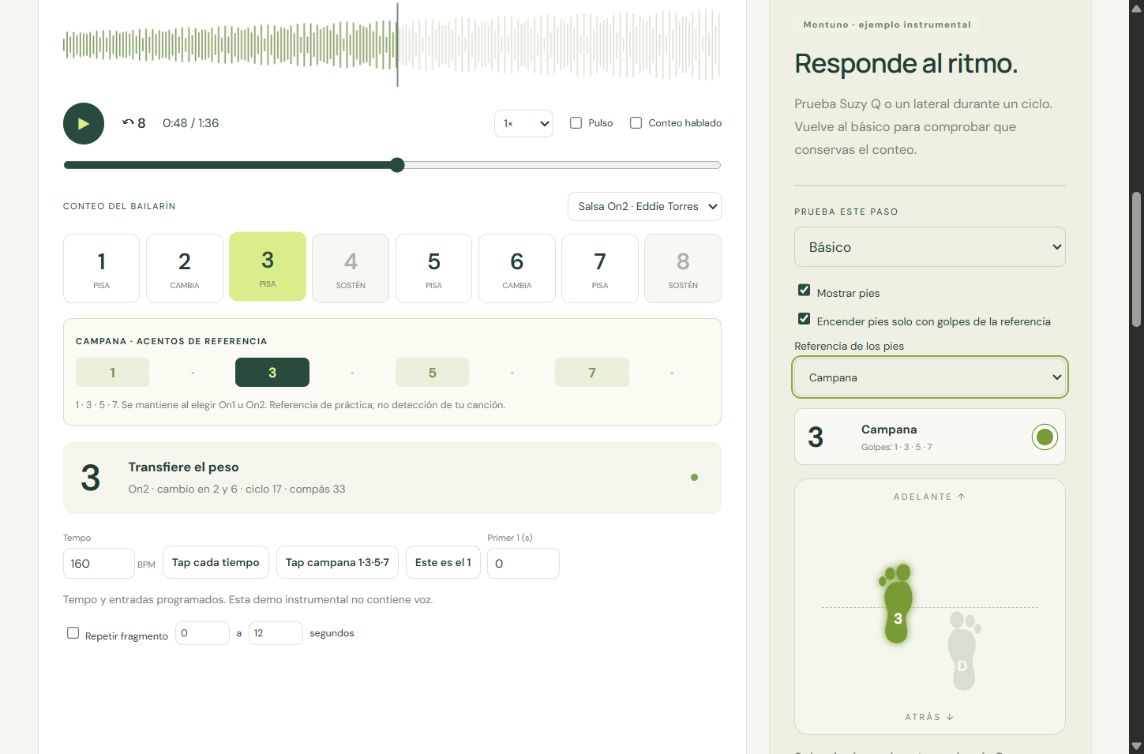 8
0:48 / 1:36
1×
Pulso
Conteo hablado
CONTEO DEL BAILARÍN
Salsa On2 · Eddie Torres
1 2 3 4 5 6 7 8
PISA CAMBIA PISA SOSTÉN PISA CAMBIA PISA SOSTÉN
CAMPANA · ACENTOS DE REFERENCIA
1 · 3 · 5 · 7 ·
1 · 3 · 5 · 7. Se mantiene al elegir On1 u On2. Referencia de práctica; no detección de tu canción.
3
Transfiere el peso
On2 · cambio en 2 y 6 · ciclo 17 · compás 33
Tempo
Primer 1 (s)
160 BPM
Tap cada tiempo
Tap campana 1·3·5·7
Este es el 1
0
Tempo y entradas programados. Esta demo instrumental no contiene voz.
Repetir fragmento 0 a 12 segundos
Montuno · ejemplo instrumental
Responde al ritmo.
Prueba Suzy Q o un lateral durante un ciclo.
Vuelve al básico para comprobar que
conservas el conteo.
PRUEBA ESTE PASO
Básico
Mostrar pies
Encender pies solo con golpes de la referencia
Referencia de los pies
Campana
3
Campana
Golpes: 1 · 3 · 5 · 7
ADELANTE ↑
3
D
ATRÁS ↓